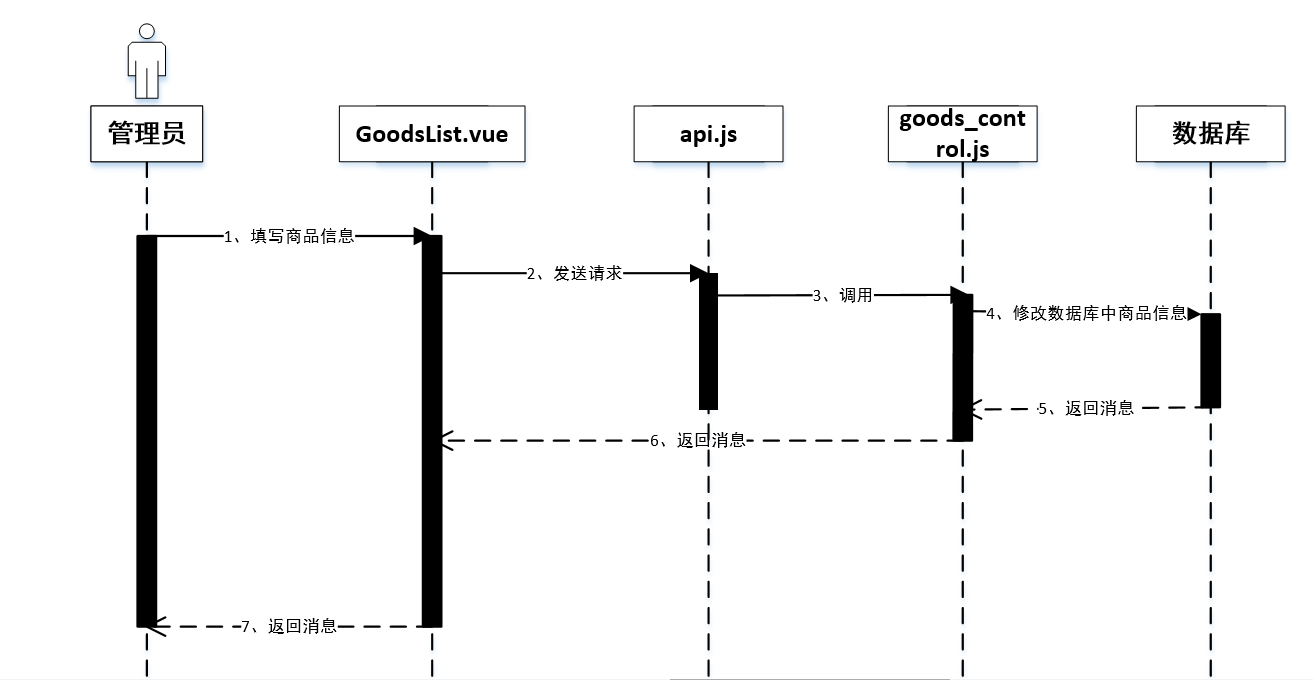 管理员
GoodsList.vue
api.js
goods_cont
rol.js
数据库
1、填写商品信息
2、发送请求
3、调用
4、修改数据库中商品信息
5、返回消息
6、返回消息
7、返回消息